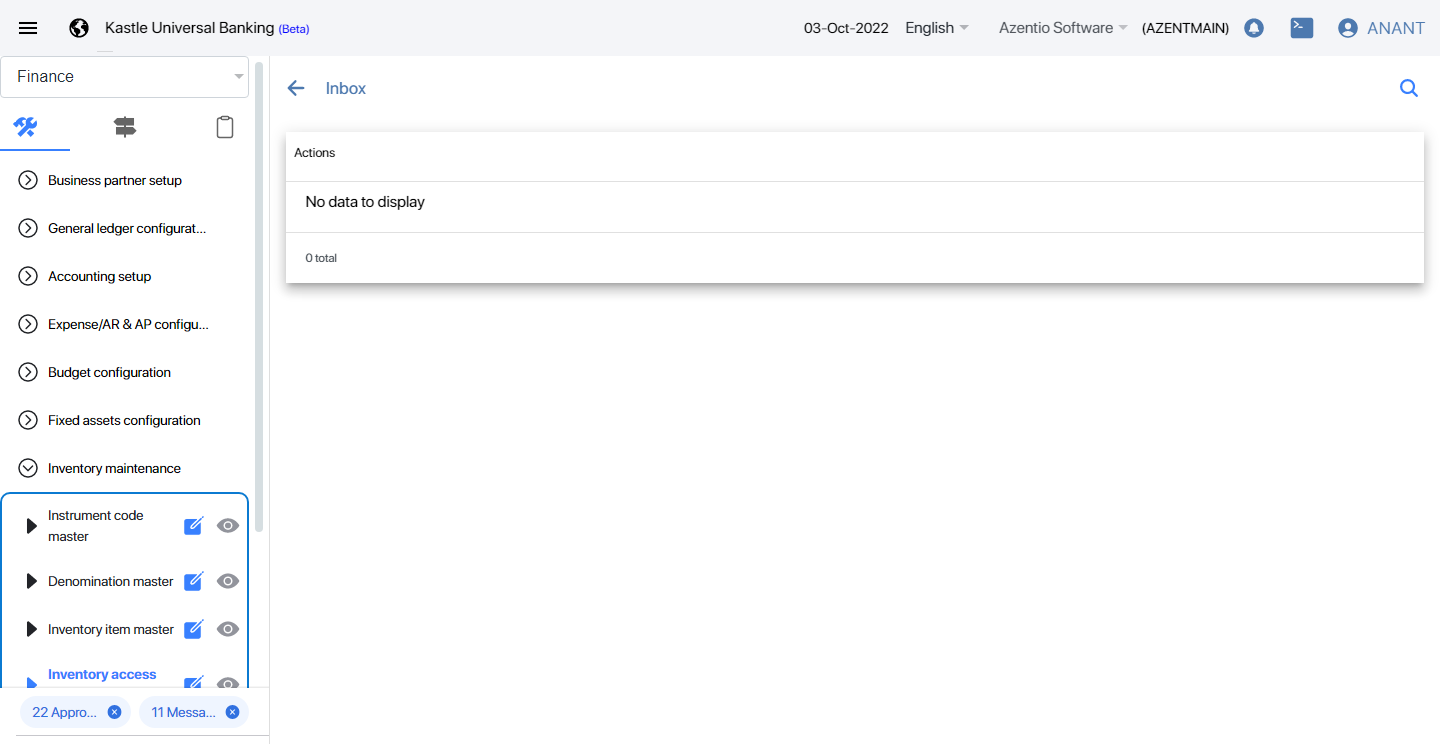 Kastle Universal Banking (Beta)
03-Oct-2022
English
Azentio Software
(AZENTMAIN)
ANANT
Finance
Business partner setup
General ledger configurat...
Accounting setup
Expense/AR & AP configu...
Budget configuration
Fixed assets configuration
Inventory maintenance
Instrument code
master
Denomination master
Inventory item master
Inventory access
22 Appro...
11 Messa...
Inbox
Actions
No data to display
0 total